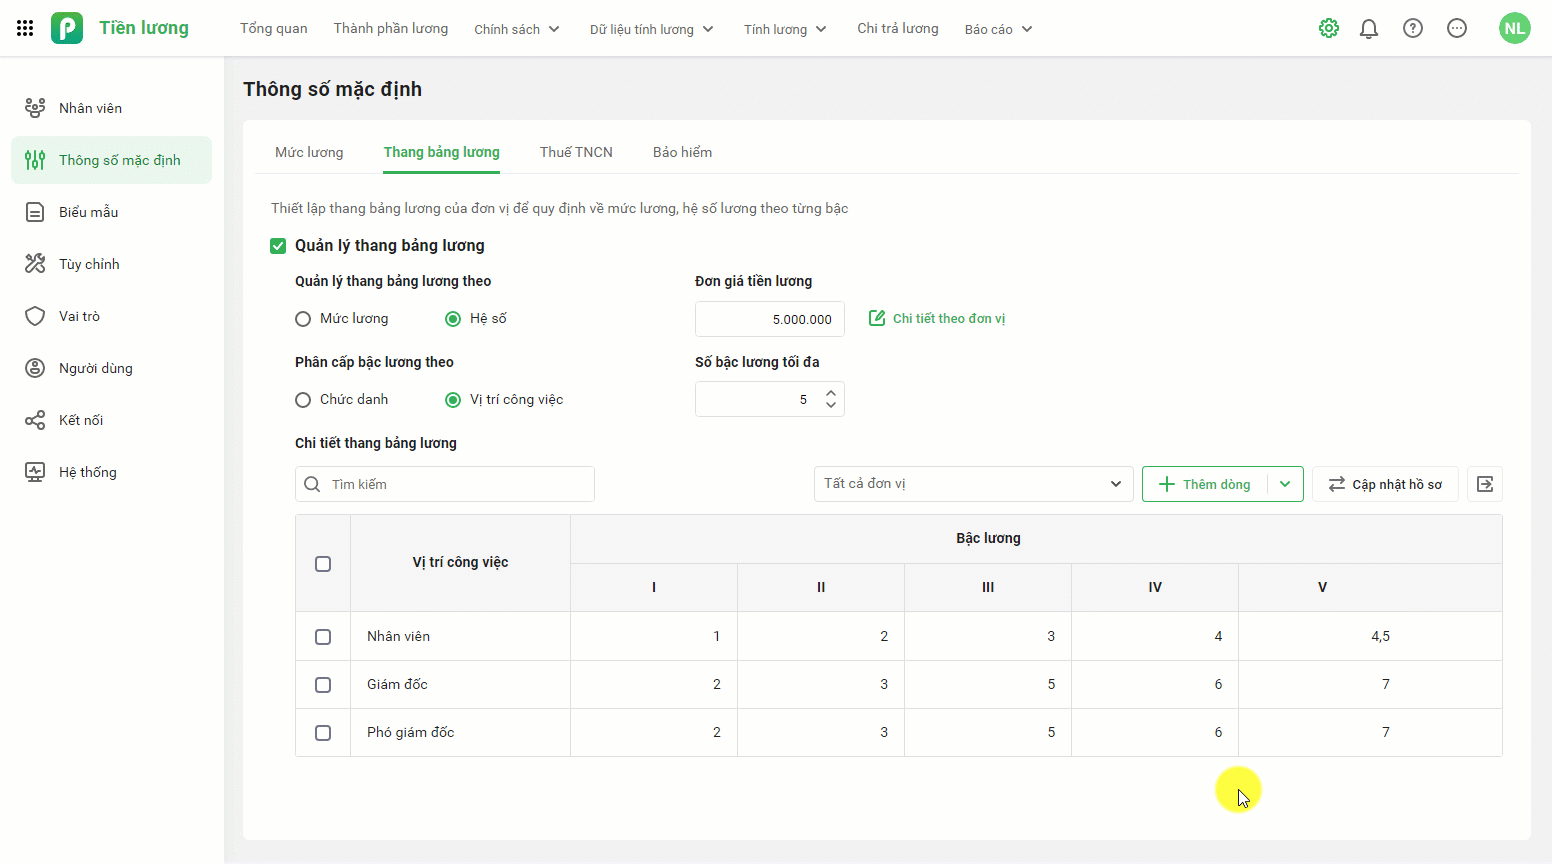 Tiền lương
Tổng quan
Thành phần lương
Chính sách
Dữ liệu tính lương
Tính lương
Chi trả lương
Báo cáo
NL
Nhân viên
Thông số mặc định
Biểu mẫu
Tùy chỉnh
Vai trò
Người dùng
Kết nối
Hệ thống
Thông số mặc định
Mức lương
Thang bảng lương
Thuế TNCN
Bảo hiểm
Thiết lập thang bảng lương của đơn vị để quy định về mức lương, hệ số lương theo từng bậc
Quản lý thang bảng lương
Quản lý thang bảng lương theo
Đơn giá tiền lương
Mức lương
Hệ số
5.000.000
Chi tiết theo đơn vị
Phân cấp bậc lương theo
Số bậc lương tối đa
Chức danh
Vị trí công việc
5
Chi tiết thang bảng lương
Tìm kiếm
Tất cả đơn vị
Thêm dòng
Cập nhật hồ sơ
Vị trí công việc
Bậc lương
I II III IV V
Nhân viên 1 2 3 4 4,5
Giám đốc 2 3 5 6 7
Phó giám đốc 2 3 5 6 7